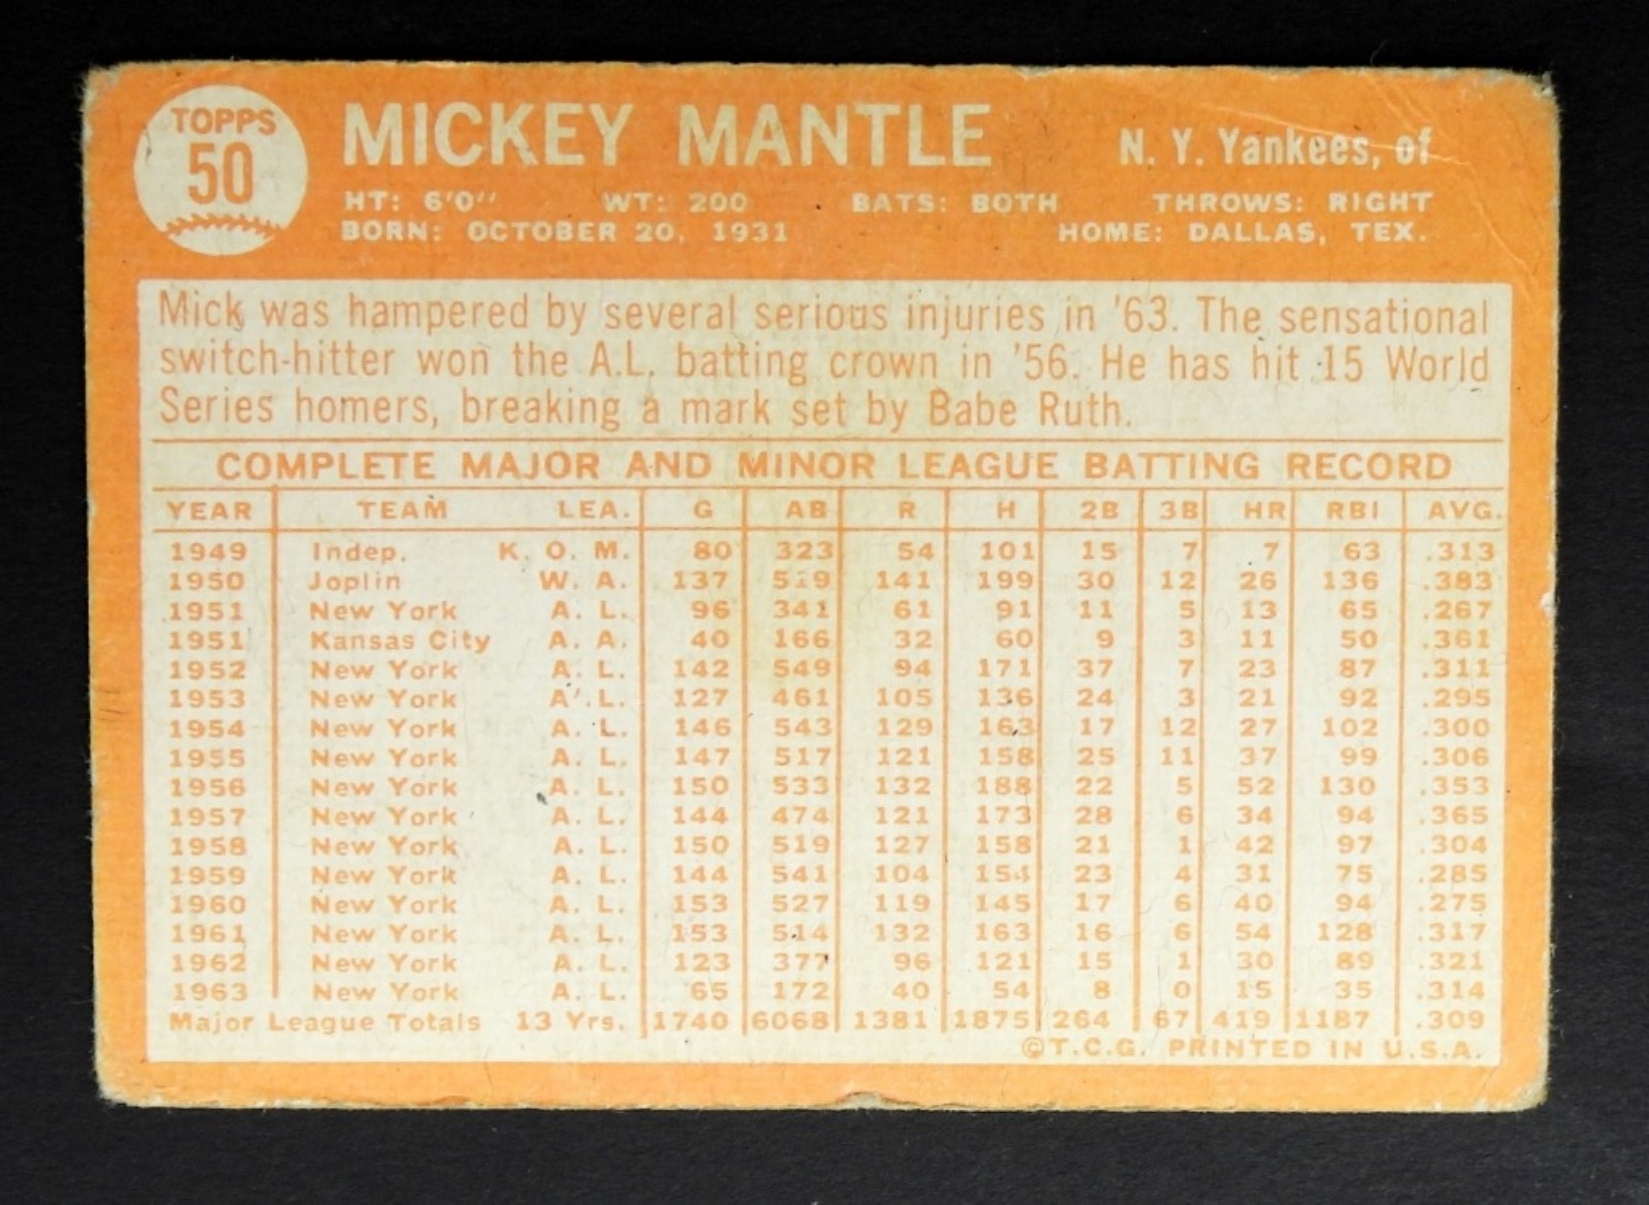 TOPPS
50
MICKEY MANTLE
N. Y. Yankees, of
HT: 6'0" WT: 200 BATS: BOTH THROWS: RIGHT
BORN: OCTOBER 20, 1931 HOME: DALLAS, TEX.
Mick was hampered by several serious injuries in '63. The sensational
switch-hitter won the A.L. batting crown in '56. He has hit 15 World
Series homers, breaking a mark set by Babe Ruth.
COMPLETE MAJOR AND MINOR LEAGUE BATTING RECORD
YEAR TEAM LEA. G AB R H 2B 3B HR RBI AVG.
1949 Indep. K. O. M. 80 323 54 101 15 7 7 63 .313
1950 Joplin W. A. 137 519 141 199 30 12 26 136 .383
1951 New York A. L. 96 341 61 91 11 5 13 65 .267
1951 Kansas City A. A. 40 166 32 60 9 3 11 50 .361
1952 New York A. L. 142 549 94 171 37 7 23 87 .311
1953 New York A. L. 127 461 105 136 24 3 21 92 .295
1954 New York A. L. 146 543 129 163 17 12 27 102 .300
1955 New York A. L. 147 517 121 158 25 11 37 99 .306
1956 New York A. L. 150 533 132 188 22 5 52 130 .353
1957 New York A. L. 144 474 121 173 28 6 34 94 .365
1958 New York A. L. 150 519 127 158 21 1 42 97 .304
1959 New York A. L. 144 541 104 154 23 4 31 75 .285
1960 New York A. L. 153 527 119 145 17 6 40 94 .275
1961 New York A. L. 153 514 132 163 16 6 54 128 .317
1962 New York A. L. 123 377 96 121 15 1 30 89 .321
1963 New York A. L. 65 172 40 54 8 0 15 35 .314
Major League Totals 13 Yrs. 1740 6068 1381 1875 264 67 419 1187 .309
©T.C.G. PRINTED IN U.S.A.